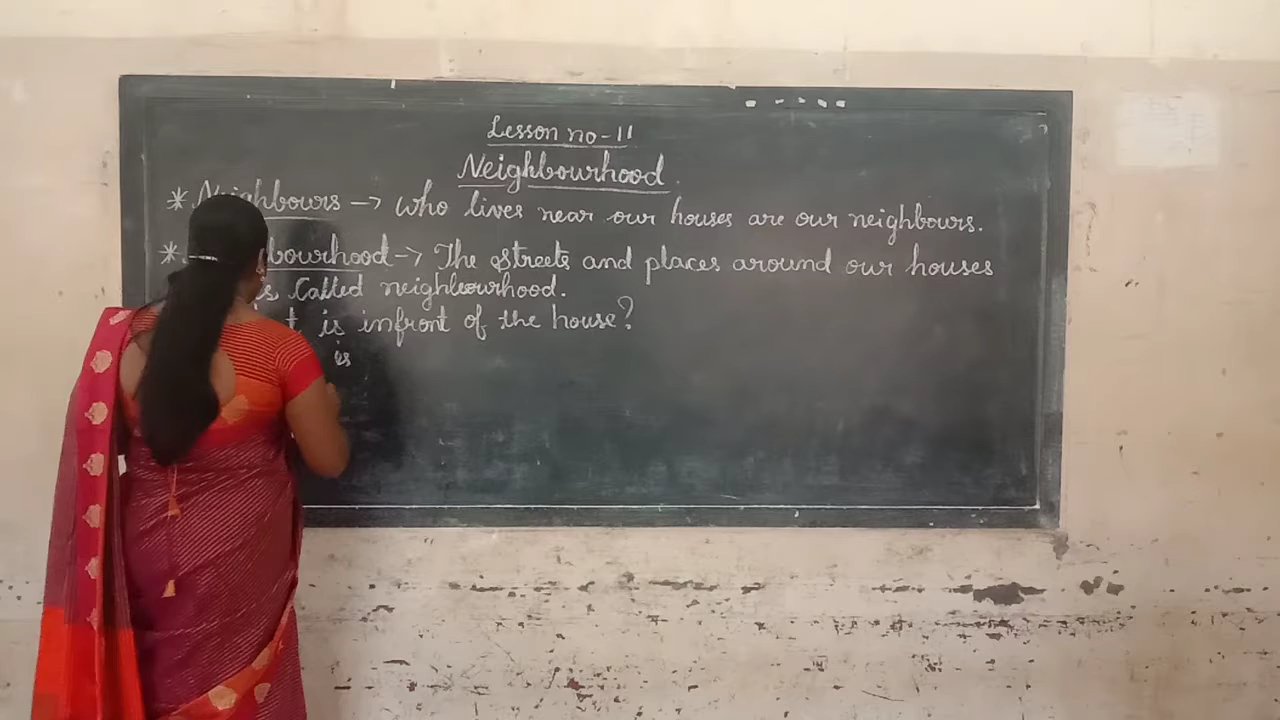 Lesson no-11
Neighbourhood.
* Neighbours → who lives near our houses are our neighbours.
* bourhood → The streets and places around our houses
is called neighbourhood.
t is infront of the house?
is